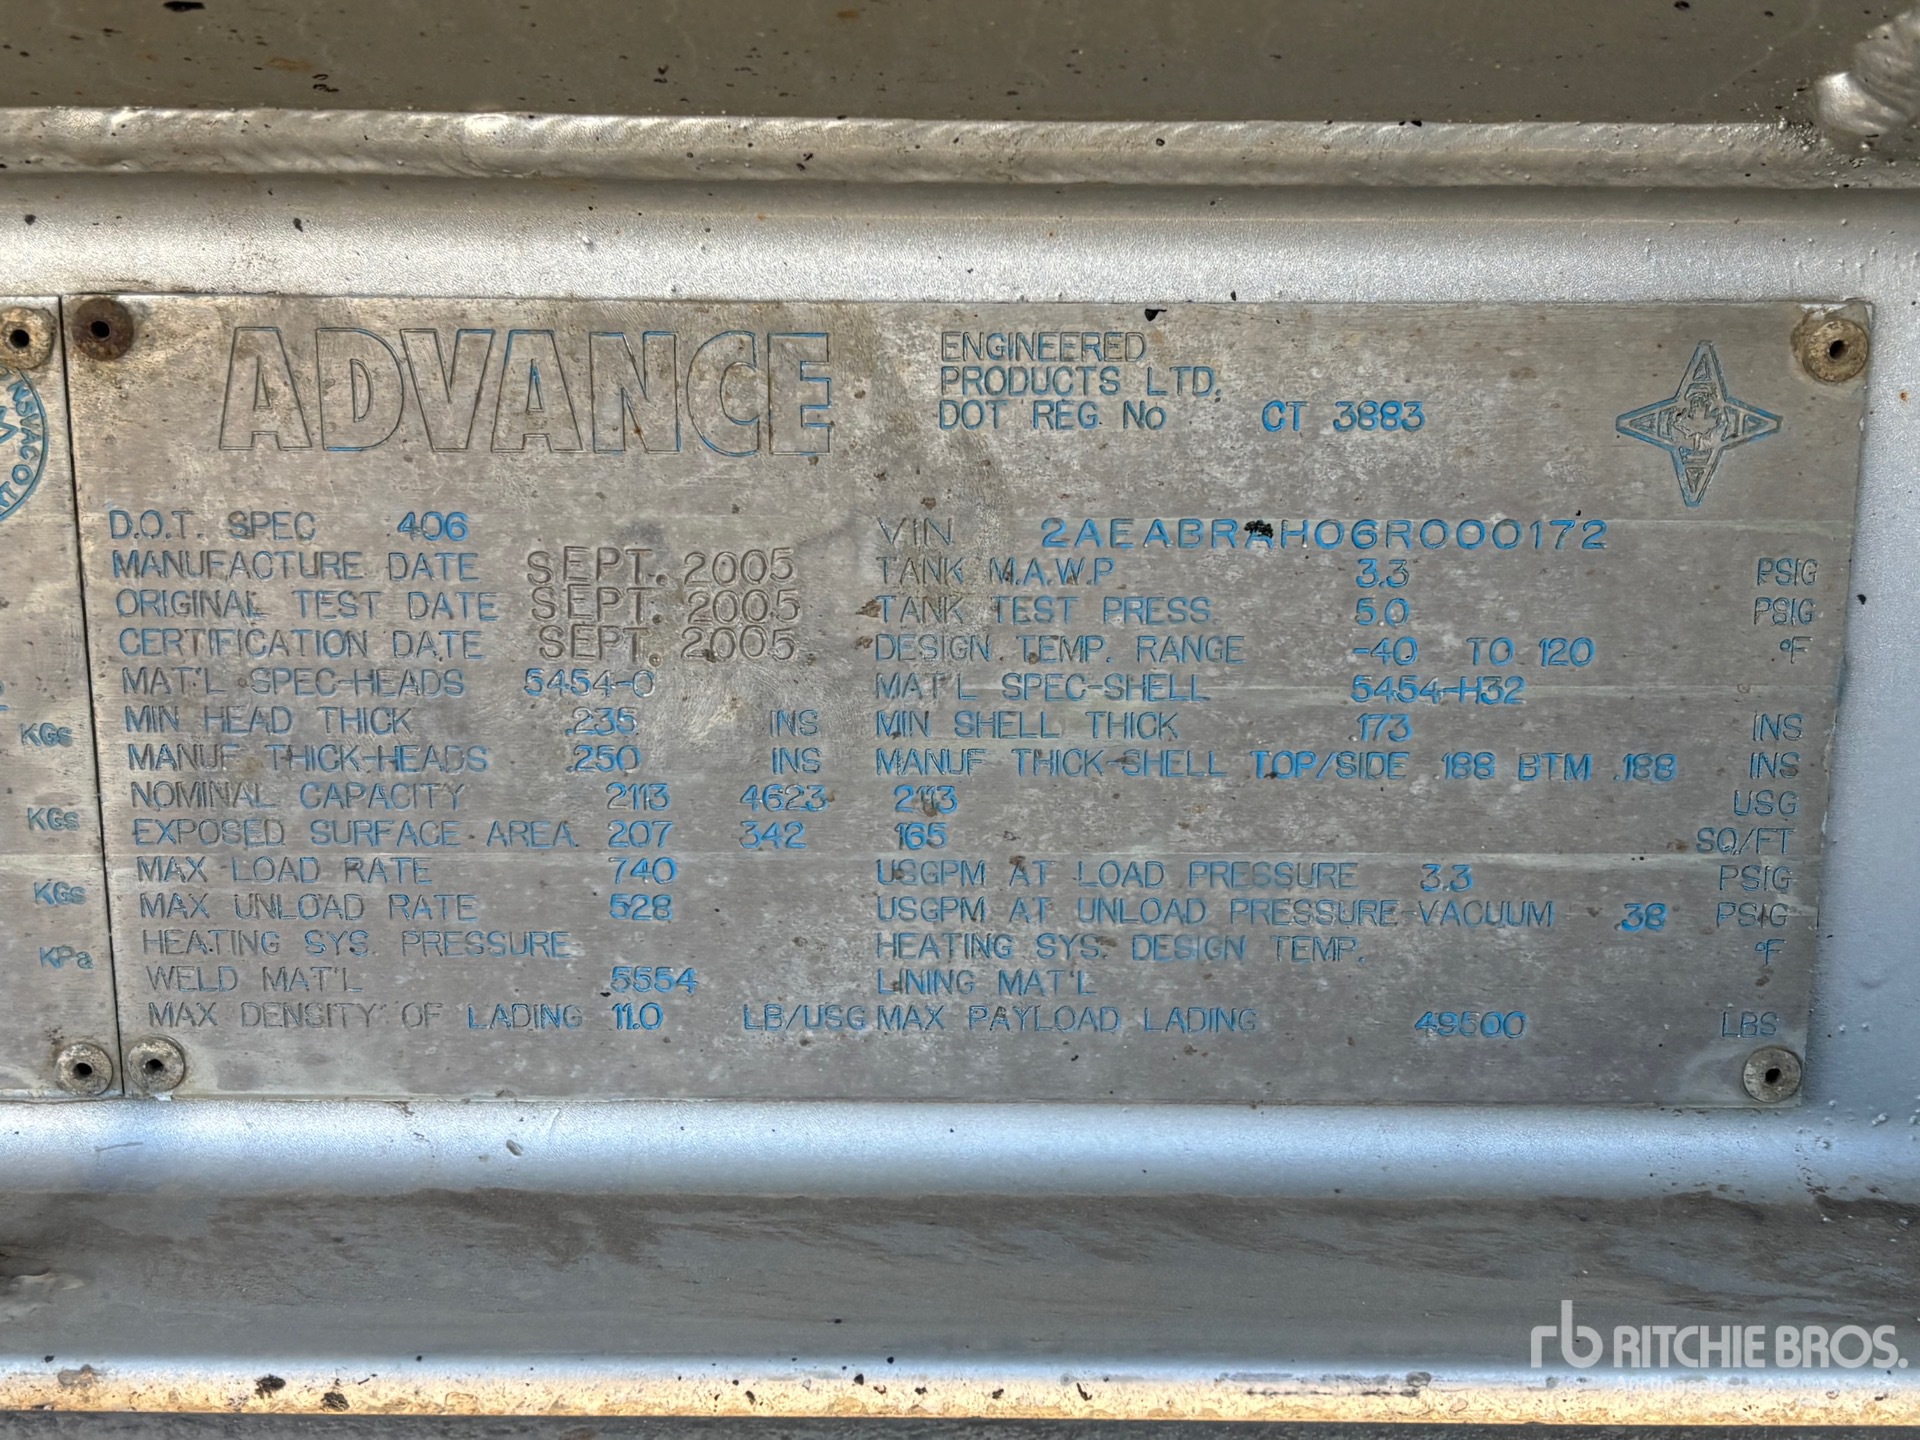 ADVANCE
ENGINEERED
PRODUCTS LTD.
DOT REG. No CT 3883
D.O.T. SPEC 406 VIN 2AEABRAH06R000172
MANUFACTURE DATE SEPT. 2005 TANK M.A.W.P 3.3 PSIG
ORIGINAL TEST DATE SEPT. 2005 TANK TEST PRESS. 5.0 PSIG
CERTIFICATION DATE SEPT. 2005 DESIGN. TEMP. RANGE -40 TO 120 °F
MAT'L SPEC-HEADS 5454-0 MAT'L SPEC-SHELL 5454-H32
MIN HEAD THICK .235 INS MIN SHELL THICK .173 INS
MANUF THICK-HEADS .250 INS MANUF THICK-SHELL TOP/SIDE .188 BTM .188 INS
NOMINAL CAPACITY 2113 4623 2113 USG
EXPOSED SURFACE AREA 207 342 165 SQ/FT
MAX LOAD RATE 740 USGPM AT LOAD PRESSURE 3.3 PSIG
MAX UNLOAD RATE 528 USGPM AT UNLOAD PRESSURE-VACUUM .38 PSIG
HEATING SYS. PRESSURE HEATING SYS. DESIGN TEMP. °F
WELD MAT'L 5554 LINING MAT'L
MAX DENSITY OF LADING 11.0 LB/USG MAX PAYLOAD LADING 49500 LBS
KGs
KGs
KGs
KPa
rb RITCHIE BROS.